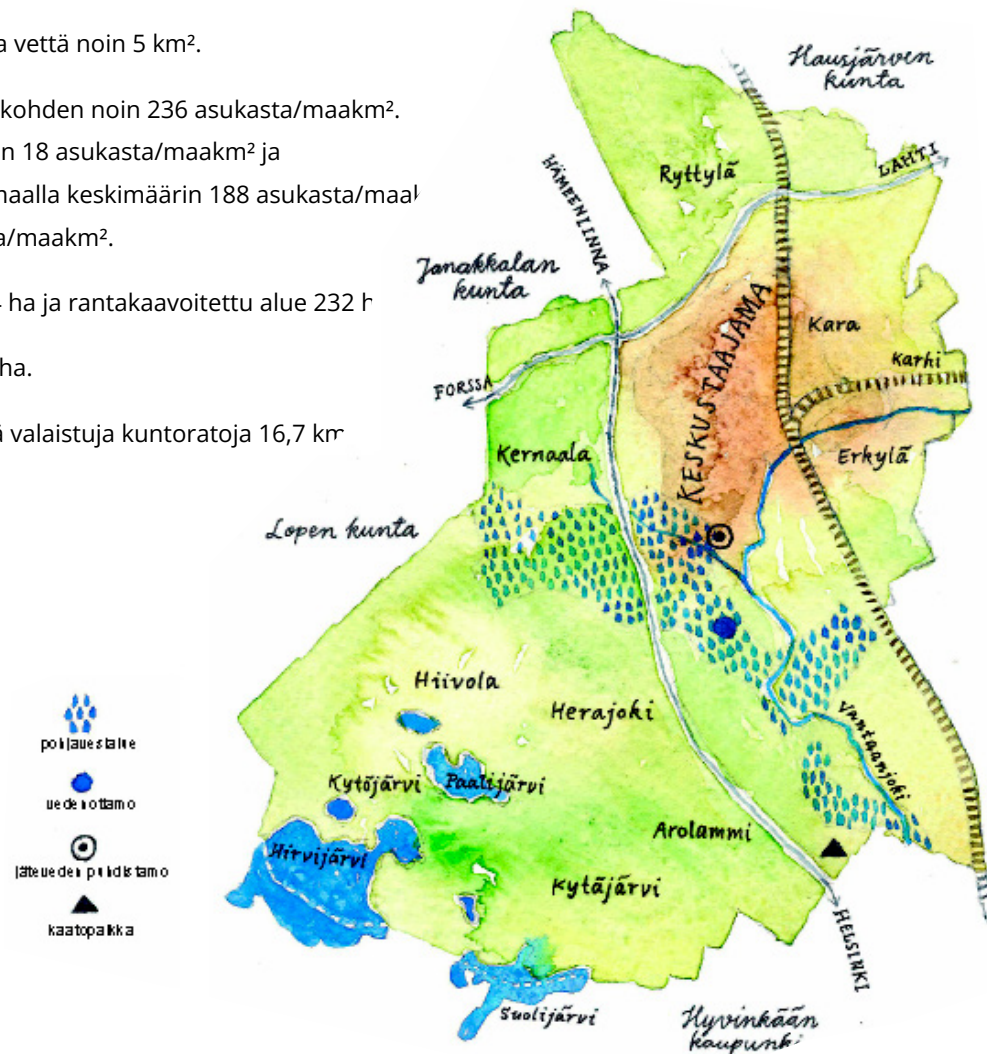 a vettä noin 5 km².
kohden noin 236 asukasta/maakm².
in 18 asukasta/maakm² ja
maalla keskimäärin 188 asukasta/maak
a/maakm².
ha ja rantakaavoitettu alue 232 h
ha.
ä valaistuja kuntoratoja 16,7 km
Hausjärven
kunta
Ryttylä
LAHTI
HÄMEENLINNA
Janakkalan
kunta
KESKUSTAAJAMA
Kara
Karhi
FORSSA
Kernaala
Erkylä
Lopen kunta
Hiivola
Herajoki
Vantaanjoki
Kytöjärvi
Paalijärvi
Arolammi
Hirvijärvi
Kytäjärvi
HELSINKI
Suolijärvi
Hyvinkään
kaupunki
pohjavesialue
vedenottamo
jäteveden puhdistamo
kaatopaikka